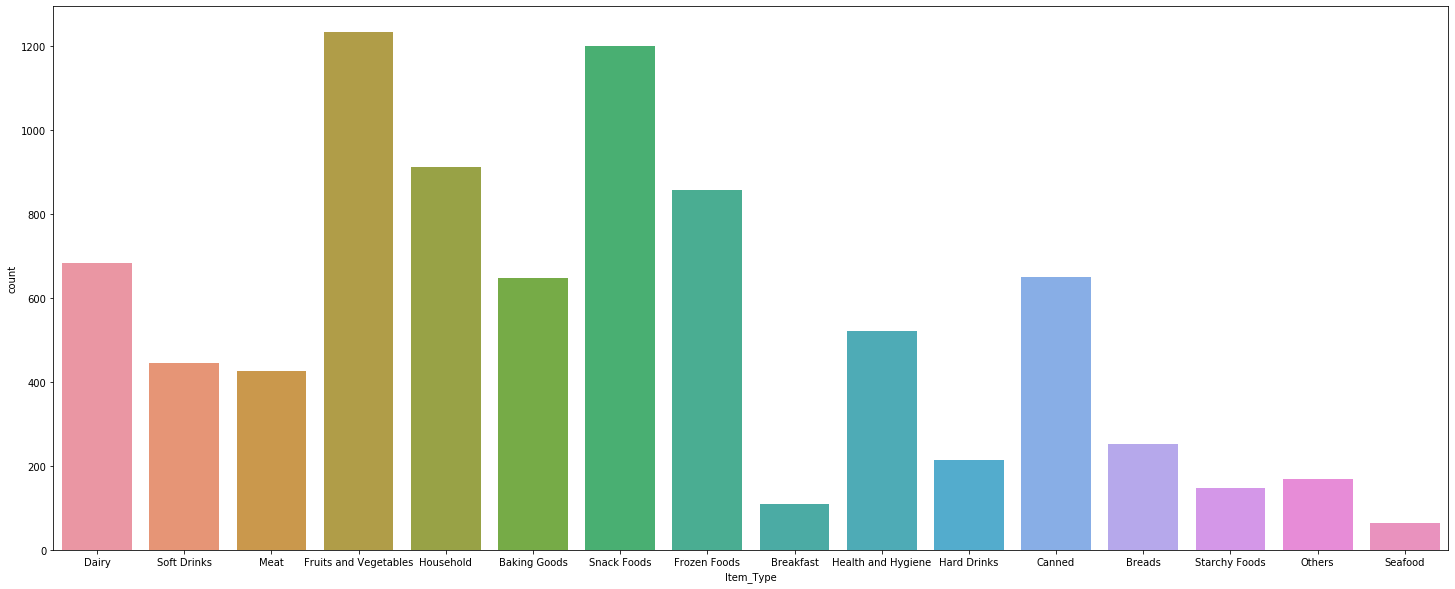 1200
1000
800
600
400
200
0
count
Dairy Soft Drinks Meat Fruits and Vegetables Household Baking Goods Snack Foods Frozen Foods Breakfast Health and Hygiene Hard Drinks Canned Breads Starchy Foods Others Seafood
Item_Type